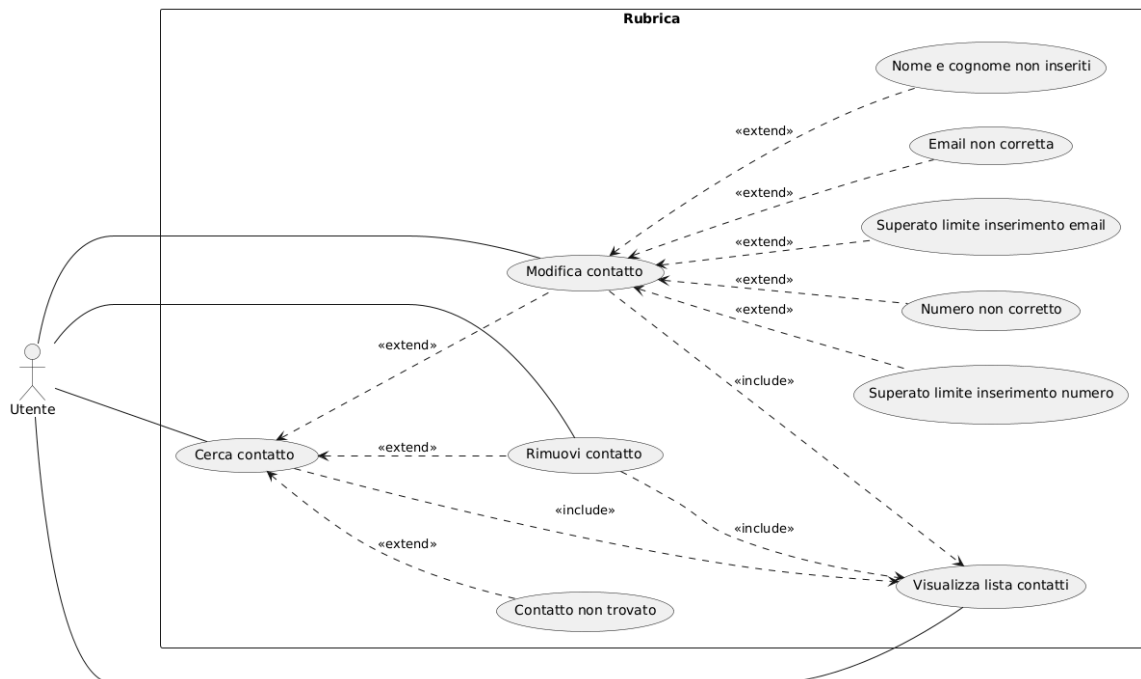 Rubrica
Nome e cognome non inseriti
«extend»
Email non corretta
«extend»
Superato limite inserimento email
«extend»
Modifica contatto
«extend»
Numero non corretto
«extend»
«extend»
«include»
Superato limite inserimento numero
Utente
Cerca contatto
«extend»
Rimuovi contatto
«include»
«include»
«extend»
Visualizza lista contatti
Contatto non trovato